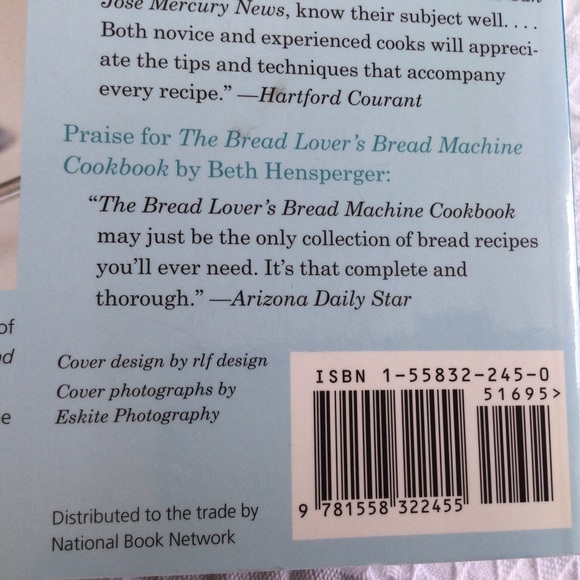 Jose Mercury News, know their subject well. . . .
Both novice and experienced cooks will appreci-
ate the tips and techniques that accompany
every recipe.” —Hartford Courant
Praise for The Bread Lover's Bread Machine
Cookbook by Beth Hensperger:
“The Bread Lover's Bread Machine Cookbook
may just be the only collection of bread recipes
you'll ever need. It's that complete and
thorough.” —Arizona Daily Star
of
e
Cover design by rlf design
Cover photographs by
Eskite Photography
Distributed to the trade by
National Book Network
ISBN 1-55832-245-0
51695>
9 781558 322455